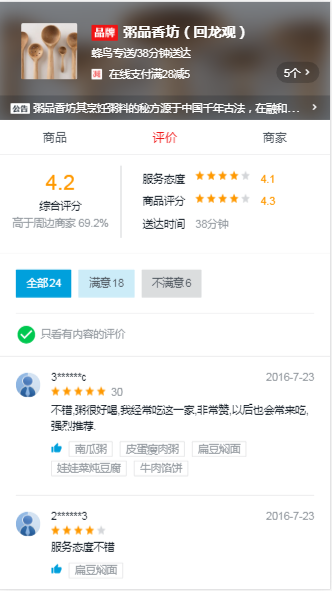 品牌 粥品香坊（回龙观）
蜂鸟专送/38分钟送达
减 在线支付满28减5
5个 >
公告 粥品香坊其烹饪粥料的秘方源于中国千年古法，在融和... >
商品 评价 商家
4.2
综合评分
高于周边商家 69.2%
服务态度 4.1
商品评分 4.3
送达时间 38分钟
全部24 满意18 不满意6
只看有内容的评价
3******c 2016-7-23
30
不错,粥很好喝,我经常吃这一家,非常赞,以后也会常来吃,
强烈推荐.
南瓜粥 皮蛋瘦肉粥 扁豆焖面
娃娃菜炖豆腐 牛肉馅饼
2******3 2016-7-23
服务态度不错
扁豆焖面